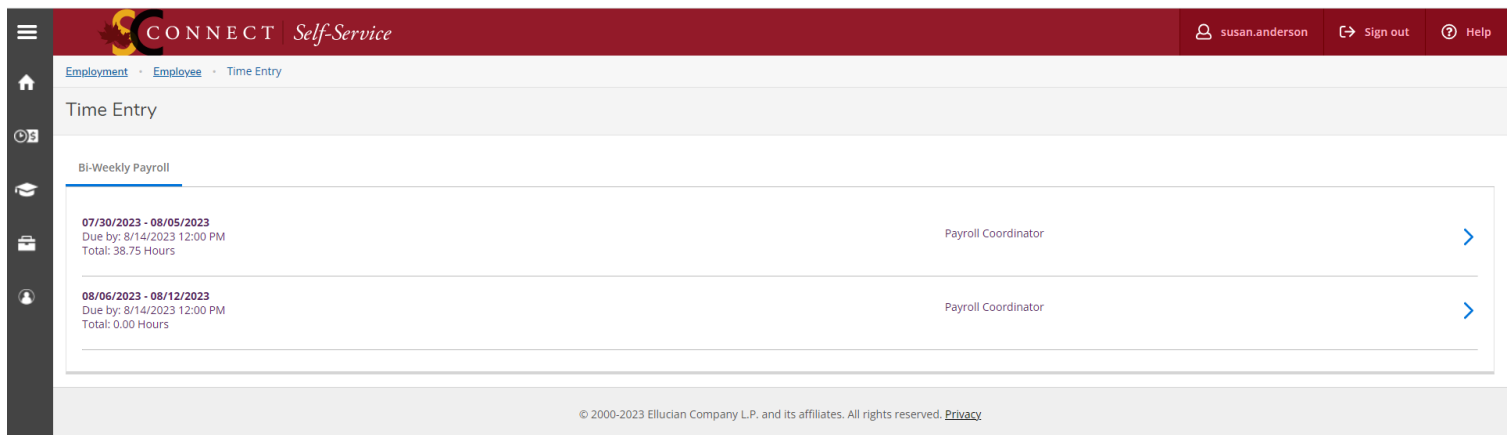 SC CONNECT Self-Service susan.anderson Sign out Help
Employment Employee Time Entry
Time Entry
Bi-Weekly Payroll
07/30/2023 - 08/05/2023
Due by: 8/14/2023 12:00 PM
Total: 38.75 Hours
Payroll Coordinator
08/06/2023 - 08/12/2023
Due by: 8/14/2023 12:00 PM
Total: 0.00 Hours
Payroll Coordinator
© 2000-2023 Ellucian Company L.P. and its affiliates. All rights reserved. Privacy